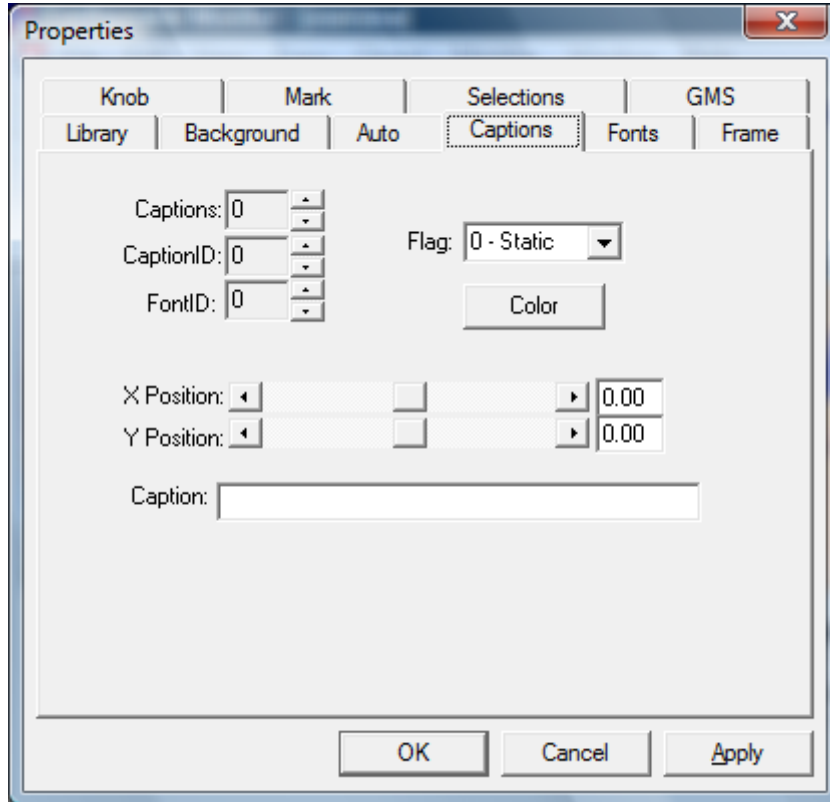 Properties
Knob Mark Selections GMS
Library Background Auto Captions Fonts Frame
Captions: 0
CaptionID: 0
FontID: 0
Flag: 0 - Static
Color
X Position: 0.00
Y Position: 0.00
Caption:
OK Cancel Apply